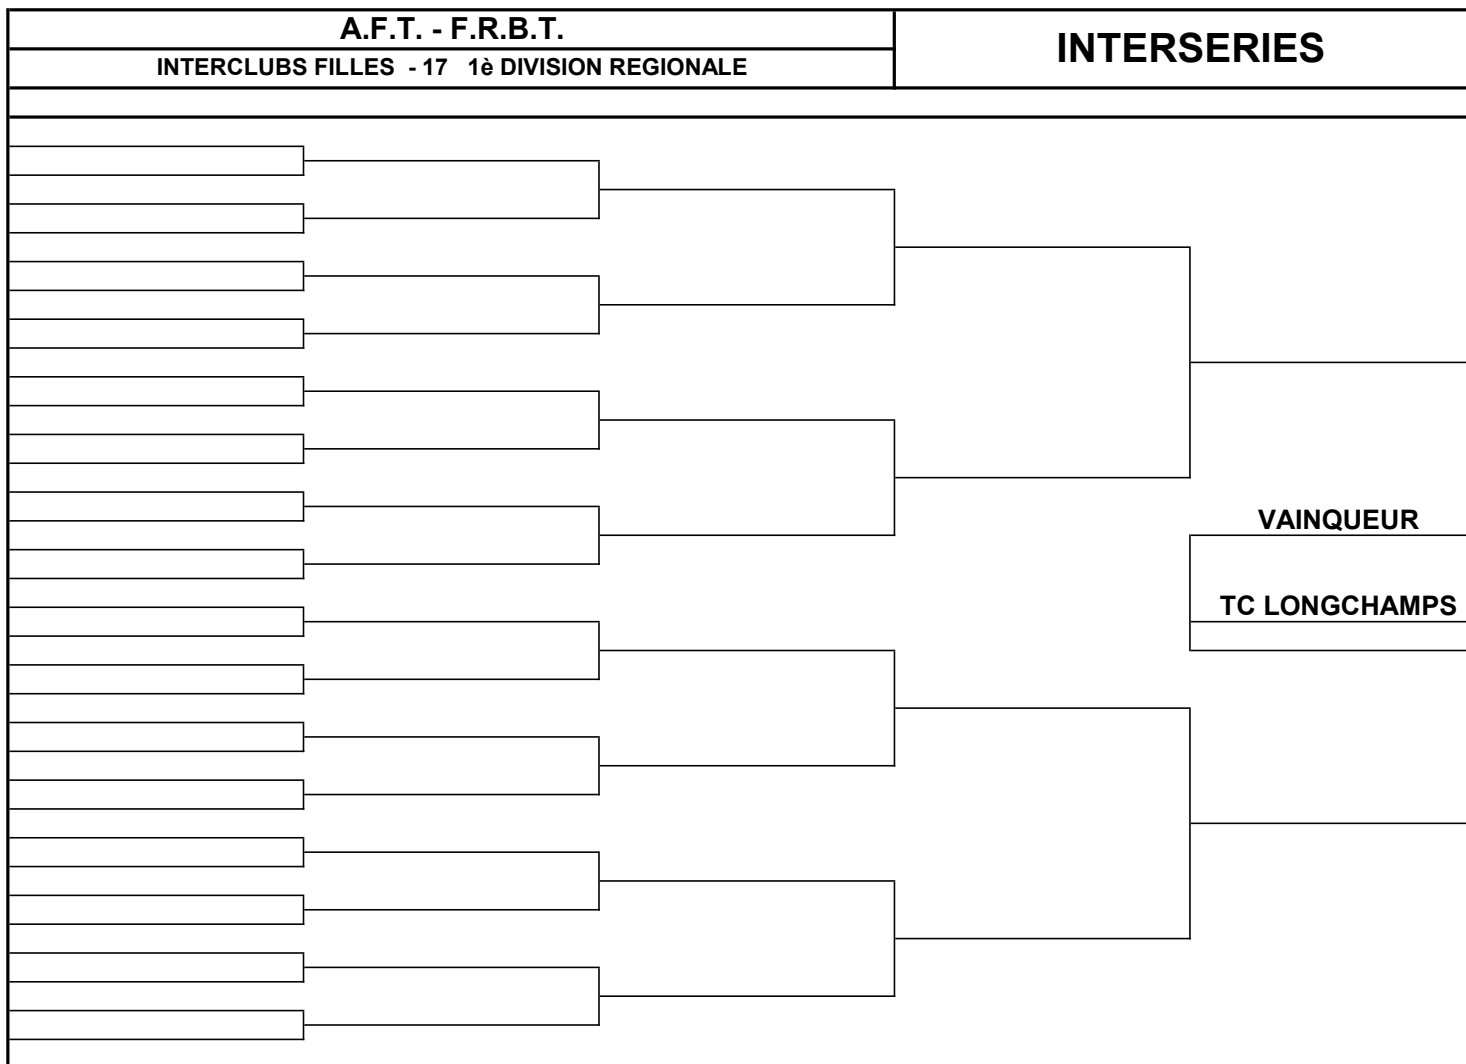 A.F.T. - F.R.B.T.
INTERSERIES
INTERCLUBS FILLES - 17 1è DIVISION REGIONALE
VAINQUEUR
TC LONGCHAMPS